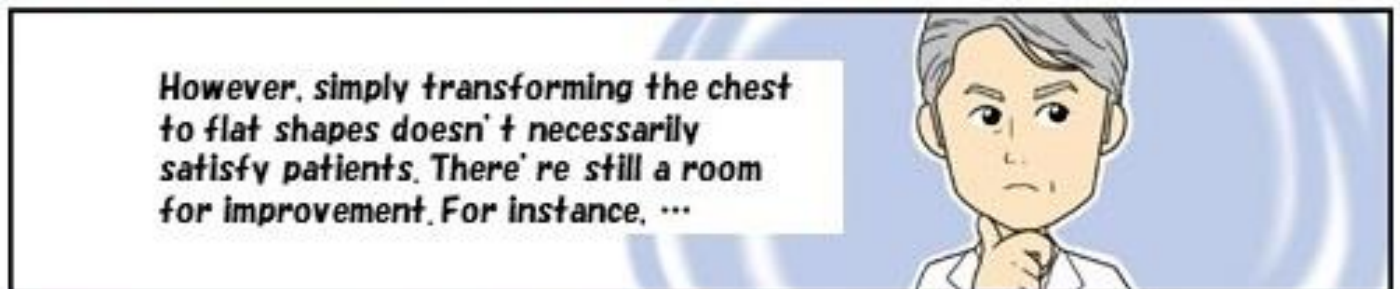 However, simply transforming the chest
to flat shapes doesn't necessarily
satisfy patients. There're still a room
for improvement. For instance, …